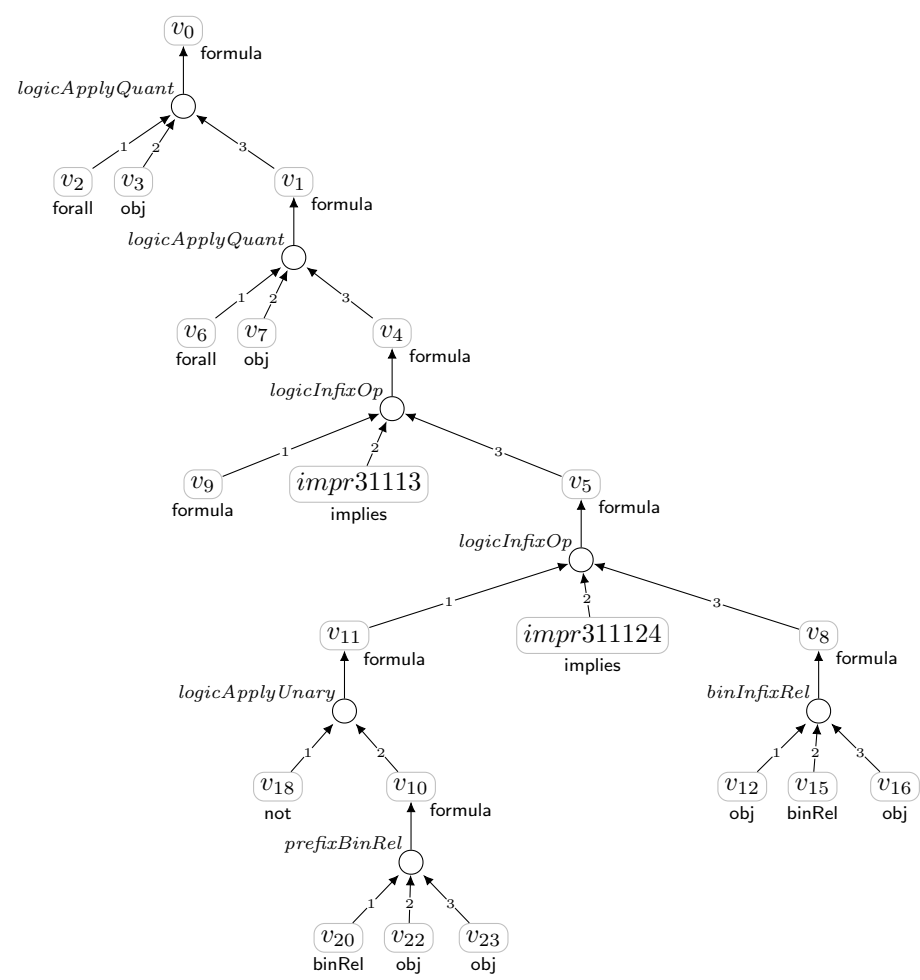 v0
formula
logicApplyQuant
1 2 3
v2 v3 v1
forall obj formula
logicApplyQuant
1 2 3
v6 v7 v4
forall obj formula
logicInfixOp
1 2 3
v9 impr31113 v5
formula implies formula
logicInfixOp
1 2 3
v11 impr311124 v8
formula implies formula
logicApplyUnary binInfixRel
1 2 1 2 3
v18 v10 v12 v15 v16
not formula obj binRel obj
prefixBinRel
1 2 3
v20 v22 v23
binRel obj obj